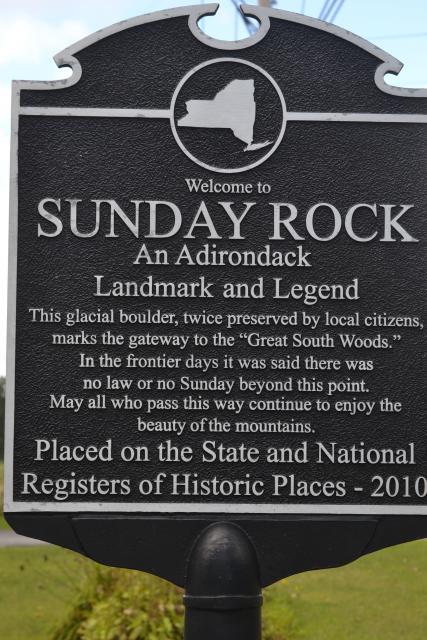 Welcome to
SUNDAY ROCK
An Adirondack
Landmark and Legend
This glacial boulder, twice preserved by local citizens,
marks the gateway to the “Great South Woods.”
In the frontier days it was said there was
no law or no Sunday beyond this point.
May all who pass this way continue to enjoy the
beauty of the mountains.
Placed on the State and National
Registers of Historic Places - 2010